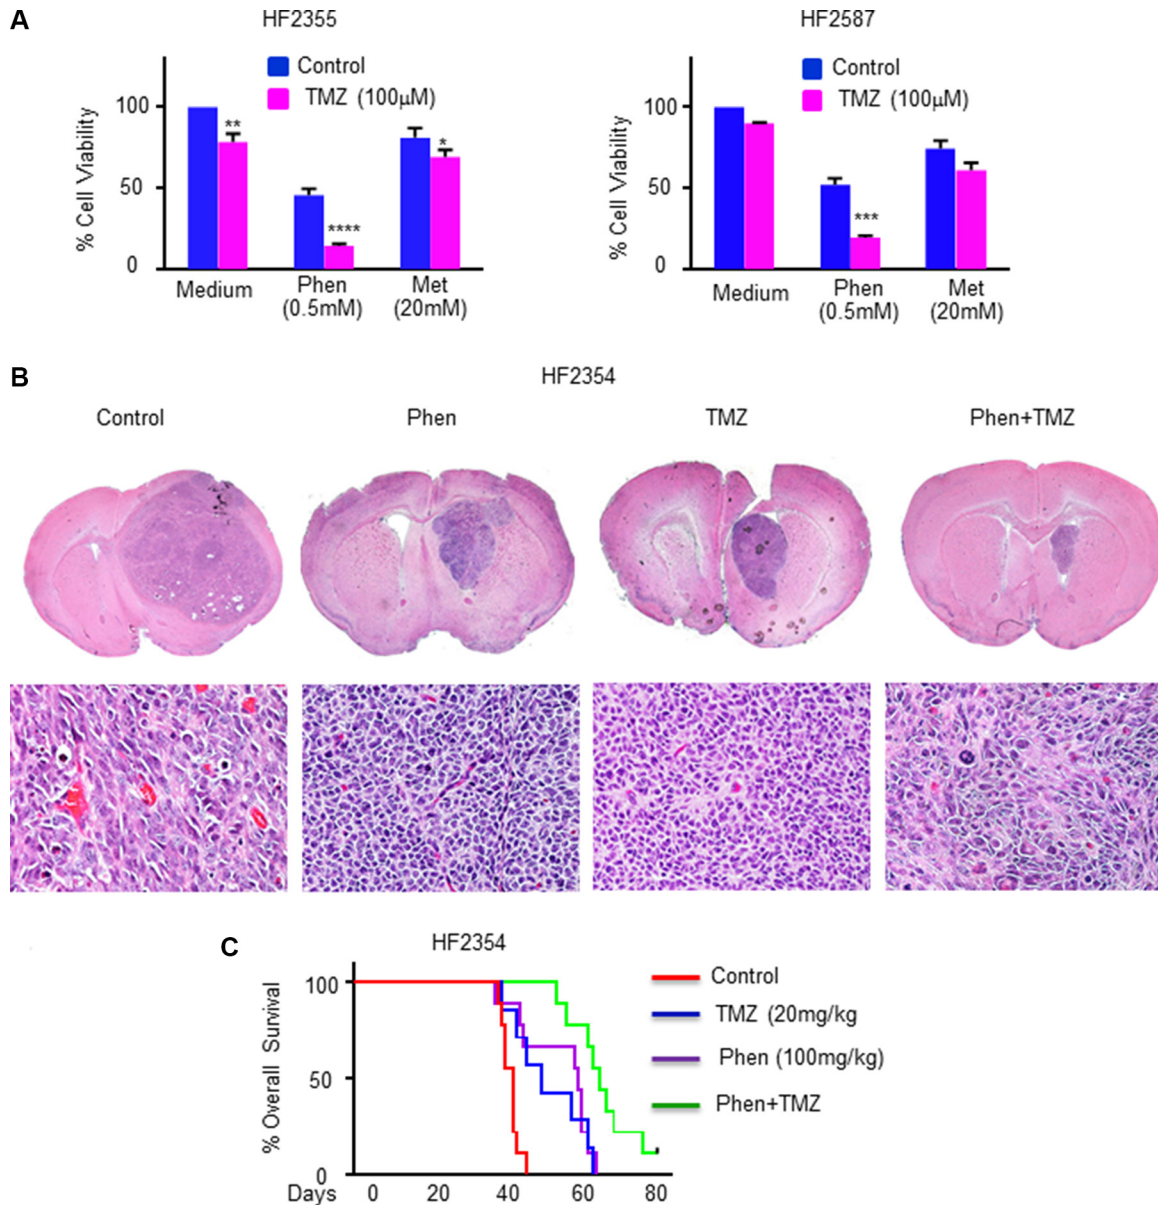 A
HF2355
Control
TMZ (100μM)
% Cell Viability
100
50
0
**
****
*
Medium
Phen
(0.5mM)
Met
(20mM)
HF2587
Control
TMZ (100μM)
% Cell Viability
100
50
0
***
Medium
Phen
(0.5mM)
Met
(20mM)
B
HF2354
Control
Phen
TMZ
Phen+TMZ
C
HF2354
% Overall Survival
100
50
0
Days 0 20 40 60 80
Control
TMZ (20mg/kg
Phen (100mg/kg)
Phen+TMZ